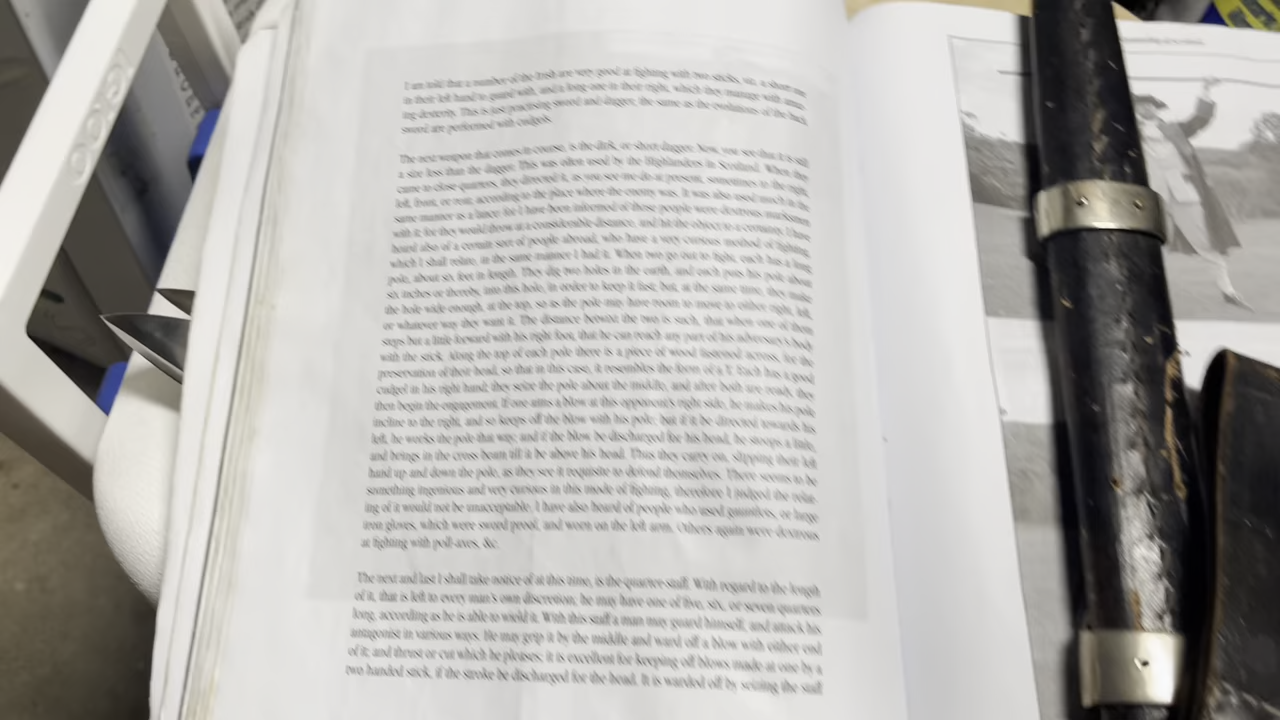 I am told that a number of the Irish are very good at fighting with two sticks, viz. a short one
in their left hand to guard with, and a long one in their right, which they manage with amaz-
ing dexterity. This is just practising sword and dagger, the same as the evolutions of the back
sword are performed with cudgels.
The next weapon that comes in course, is the dirk, or short dagger. Now, you see that it is still
a size less than the dagger. This was often used by the Highlanders in Scotland. When they
came to close quarters, they directed it, as you see me do at present, sometimes to the right,
left, front, or rear, according to the place where the enemy was. It was also used much in the
same manner as a lance; for I have been informed of those people were dextrous marksmen
with it; for they would throw at a considerable distance, and hit the object to a certainty. I have
heard also of a certain sort of people abroad, who have a very curious method of fighting,
which I shall relate, in the same manner I had it. When two go out to fight, each has a long
pole, about six feet in length. They dig two holes in the earth, and each puts his pole about
six inches or thereby, into this hole, in order to keep it fast; but, at the same time, they make
the hole wide enough, at the top, so as the pole may have room to move to either right, left,
or whatever way they want it. The distance betwixt the two is such, that when one of them
steps but a little forward with his right foot, that he can reach any part of his adversary's body
with the stick. Along the top of each pole there is a piece of wood fastened across, for the
preservation of their head, so that in this case, it resembles the form of a T. Each has a good
cudgel in his right hand; they seize the pole about the middle, and after both are ready, they
then begin the engagement. If one aims a blow at this opponent's right side, he makes his pole
incline to the right, and so keeps off the blow with his pole; but if it be directed towards his
left, he works the pole that way; and if the blow be discharged for his head, he stoops a little,
and brings in the cross beam till it be above his head. Thus they carry on, slipping their left
hand up and down the pole, as they see it requisite to defend themselves. There seems to be
something ingenious and very curious in this mode of fighting, therefore I judged the relat-
ing of it would not be unacceptable. I have also heard of people who used gauntlets, or large
iron gloves, which were sword proof, and worn on the left arm. Others again were dextrous
at fighting with poll-axes, &c.
The next and last I shall take notice of at this time, is the quarter-staff. With regard to the length
of it, that is left to every man's own discretion; he may have one of five, six, or seven quarters
long, according as he is able to wield it. With this staff a man may guard himself, and attack his
antagonist in various ways. He may grip it by the middle and ward off a blow with either end
of it; and thrust or cut which he pleases; it is excellent for keeping off blows made at one by a
two handed stick, if the stroke be discharged for the head. It is warded off by seizing the staff